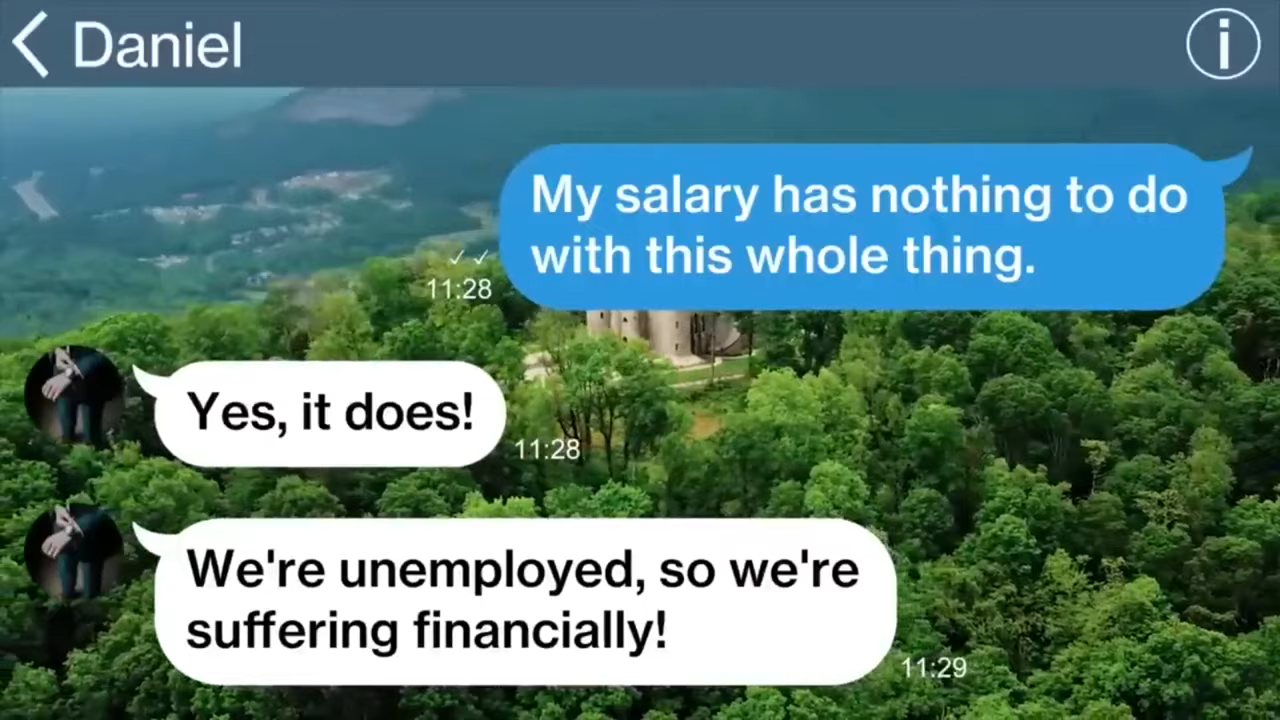 Daniel
My salary has nothing to do
with this whole thing.
11:28
Yes, it does!
11:28
We're unemployed, so we're
suffering financially!
11:29